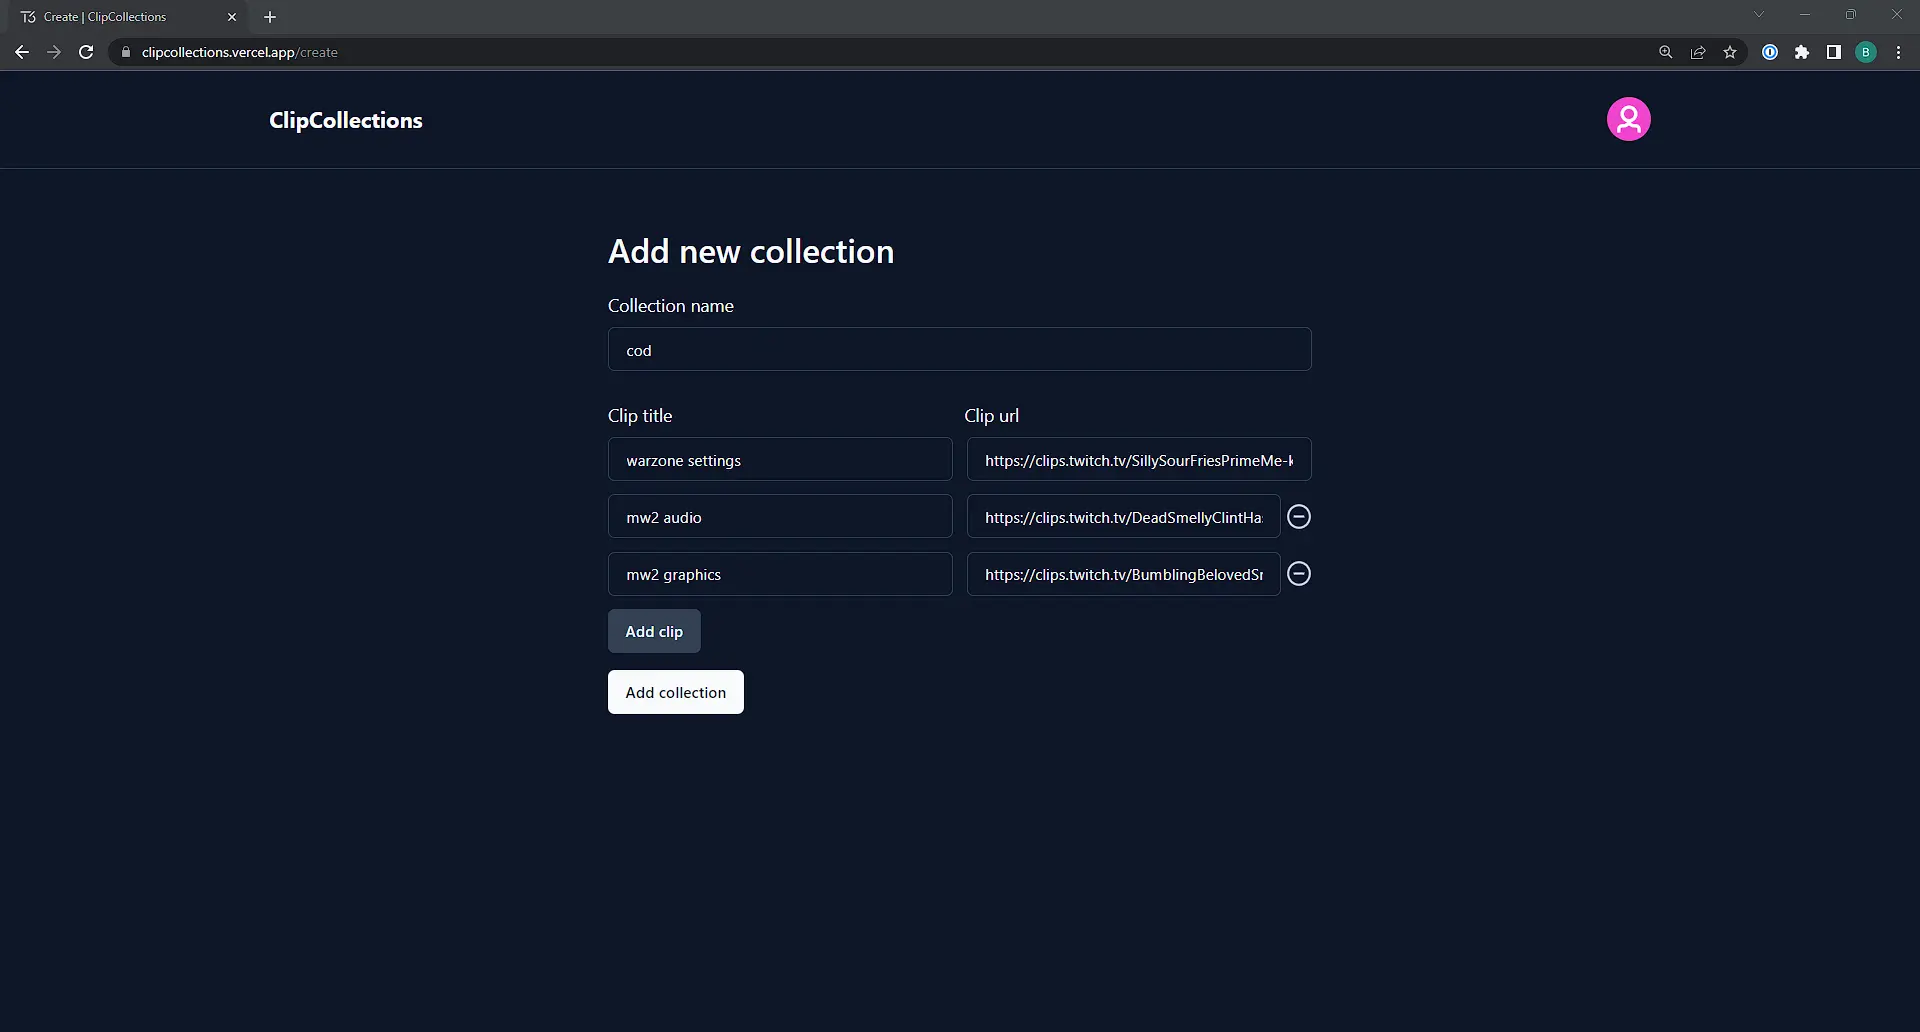 Create | ClipCollections
clipcollections.vercel.app/create
B
ClipCollections
Add new collection
Collection name
cod
Clip title Clip url
warzone settings https://clips.twitch.tv/SillySourFriesPrimeMe-k
mw2 audio https://clips.twitch.tv/DeadSmellyClintHa
mw2 graphics https://clips.twitch.tv/BumblingBelovedS
Add clip
Add collection